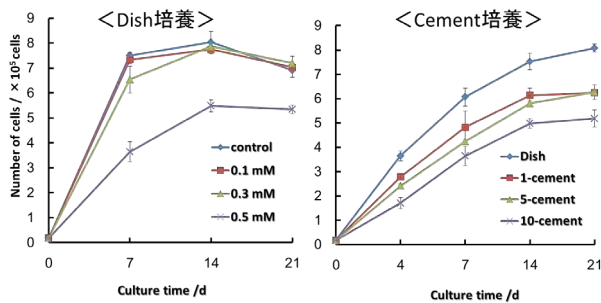 ＜Dish培養＞
Number of cells / ×10⁵cells
9
8
7
6
5
4
3
2
1
0
0 7 14 21
Culture time /d
control
0.1 mM
0.3 mM
0.5 mM
＜Cement培養＞
9
8
7
6
5
4
3
2
1
0
0 4 7 14 21
Culture time /d
Dish
1-cement
5-cement
10-cement